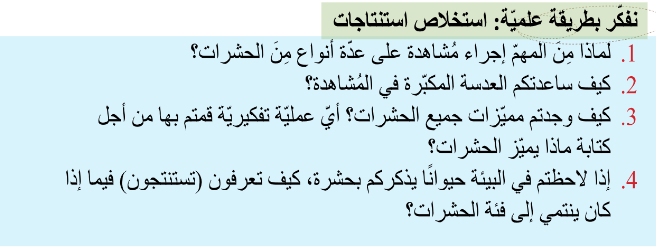 نفكّر بطريقة علميّة: استخلاص استنتاجات
1. لماذا مِنَ المهمّ إجراء مُشاهدة على عدّة أنواع مِنَ الحشرات؟
2. كيف ساعدتكم العدسة المكبّرة في المُشاهدة؟
3. كيف وجدتم مميّزات جميع الحشرات؟ أيّ عمليّة تفكيريّة قمتم بها من أجل
كتابة ماذا يميّز الحشرات؟
4. إذا لاحظتم في البيئة حيوانًا يذكركم بحشرة، كيف تعرفون (تستنتجون) فيما إذا
كان ينتمي إلى فئة الحشرات؟